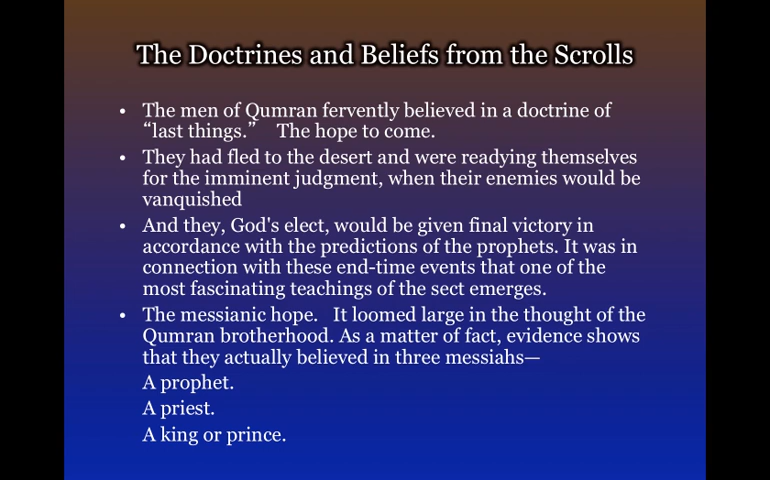 The Doctrines and Beliefs from the Scrolls
• The men of Qumran fervently believed in a doctrine of
“last things.” The hope to come.
• They had fled to the desert and were readying themselves
for the imminent judgment, when their enemies would be
vanquished
• And they, God's elect, would be given final victory in
accordance with the predictions of the prophets. It was in
connection with these end-time events that one of the
most fascinating teachings of the sect emerges.
• The messianic hope. It loomed large in the thought of the
Qumran brotherhood. As a matter of fact, evidence shows
that they actually believed in three messiahs—
A prophet.
A priest.
A king or prince.